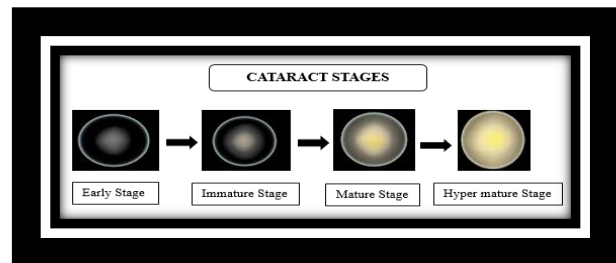 CATARACT STAGES
Early Stage
Immature Stage
Mature Stage
Hyper mature Stage